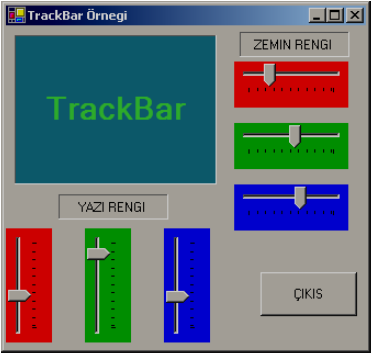 TrackBar Örnegi
ZEMIN RENGI
TrackBar
YAZI RENGI
ÇIKIS